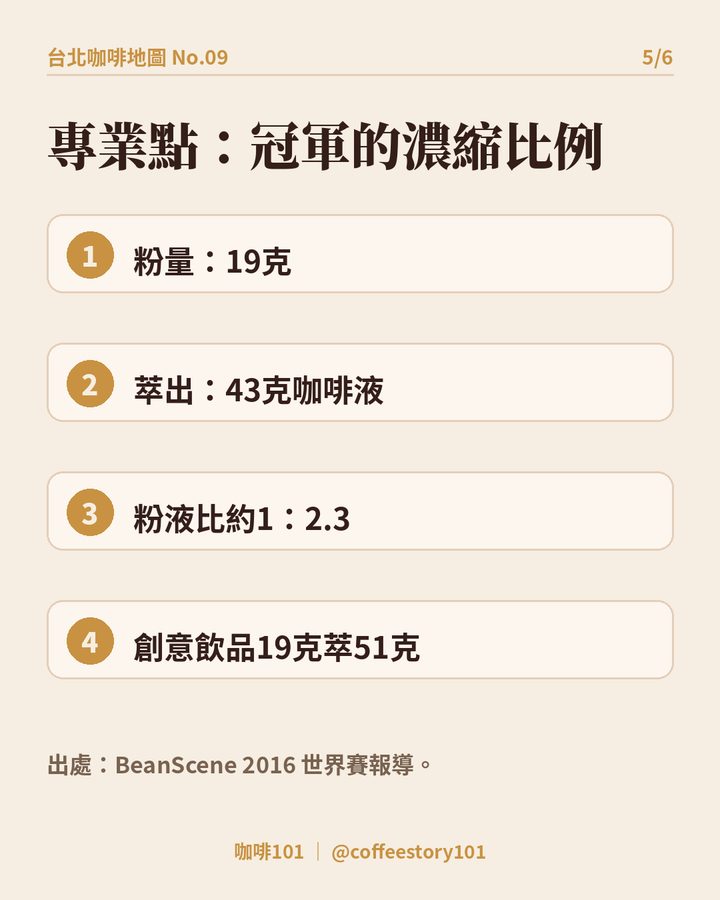 台北咖啡地圖 No.09
5/6
專業點：冠軍的濃縮比例
1 粉量：19克
2 萃出：43克咖啡液
3 粉液比約1：2.3
4 創意飲品19克萃51克
出處：BeanScene 2016 世界賽報導。
咖啡101｜@coffeestory101